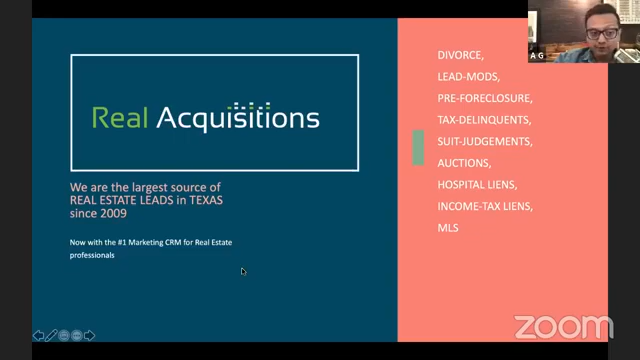 Real Acquisitions
We are the largest source of
REAL ESTATE LEADS in TEXAS
since 2009
Now with the #1 Marketing CRM for Real Estate
professionals
DIVORCE,
LEAD-MODS,
PRE-FORECLOSURE,
TAX-DELINQUENTS,
SUIT-JUDGEMENTS,
AUCTIONS,
HOSPITAL LIENS,
INCOME-TAX LIENS,
MLS
A G
zoom